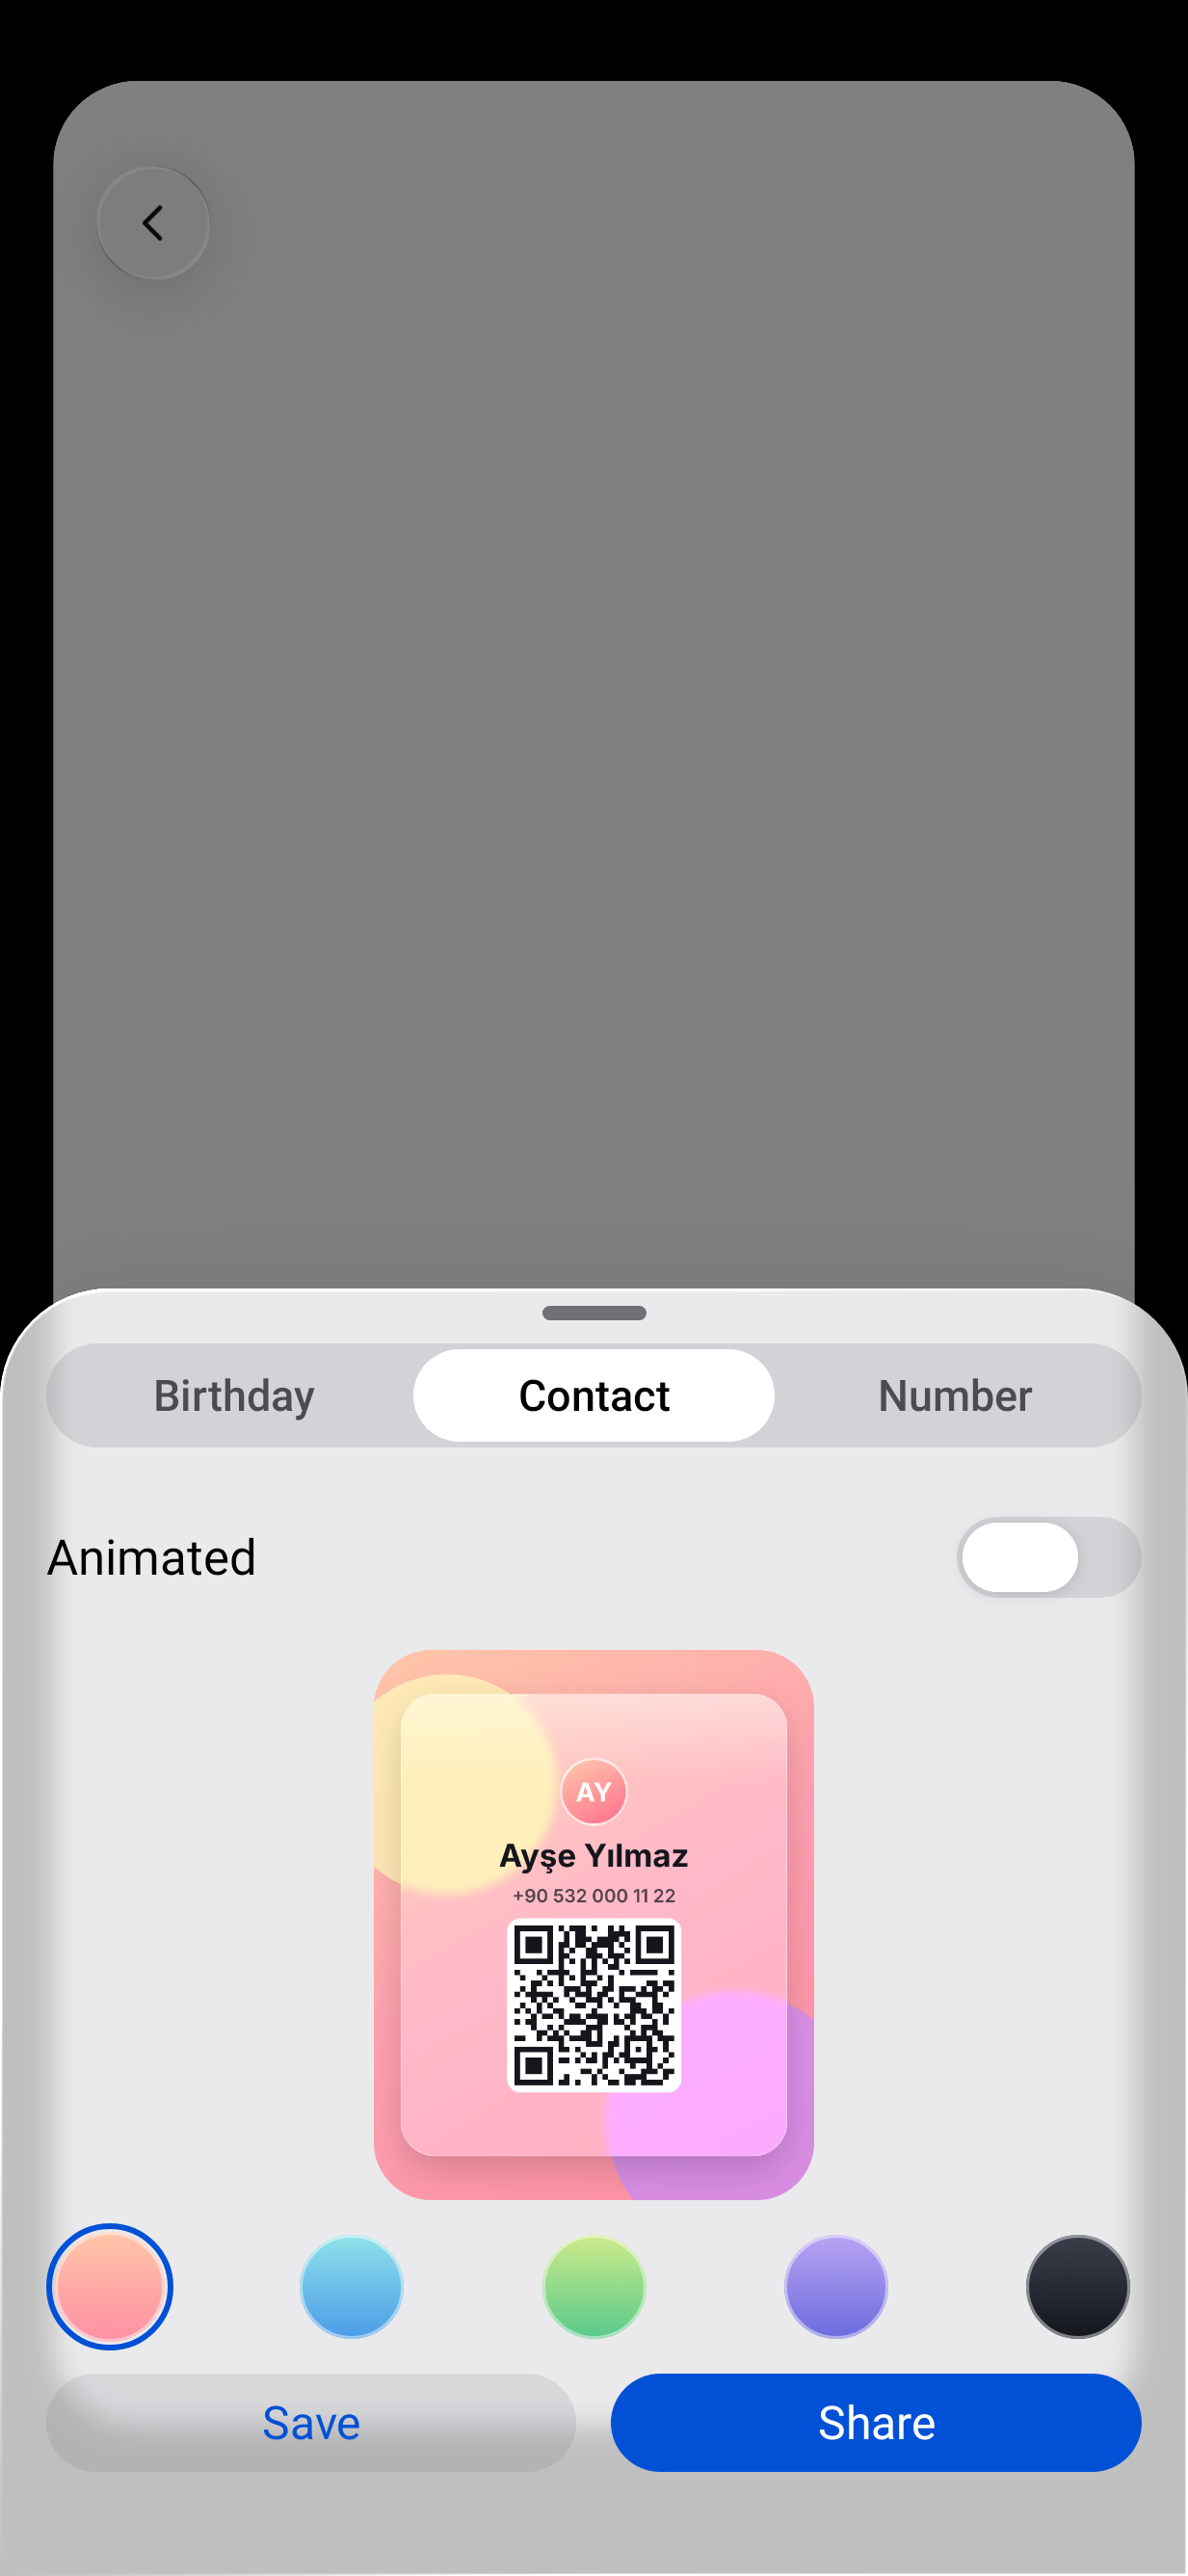 Birthday
Contact
Number
Animated
AY
Ayşe Yılmaz
+90 532 000 11 22
Save
Share